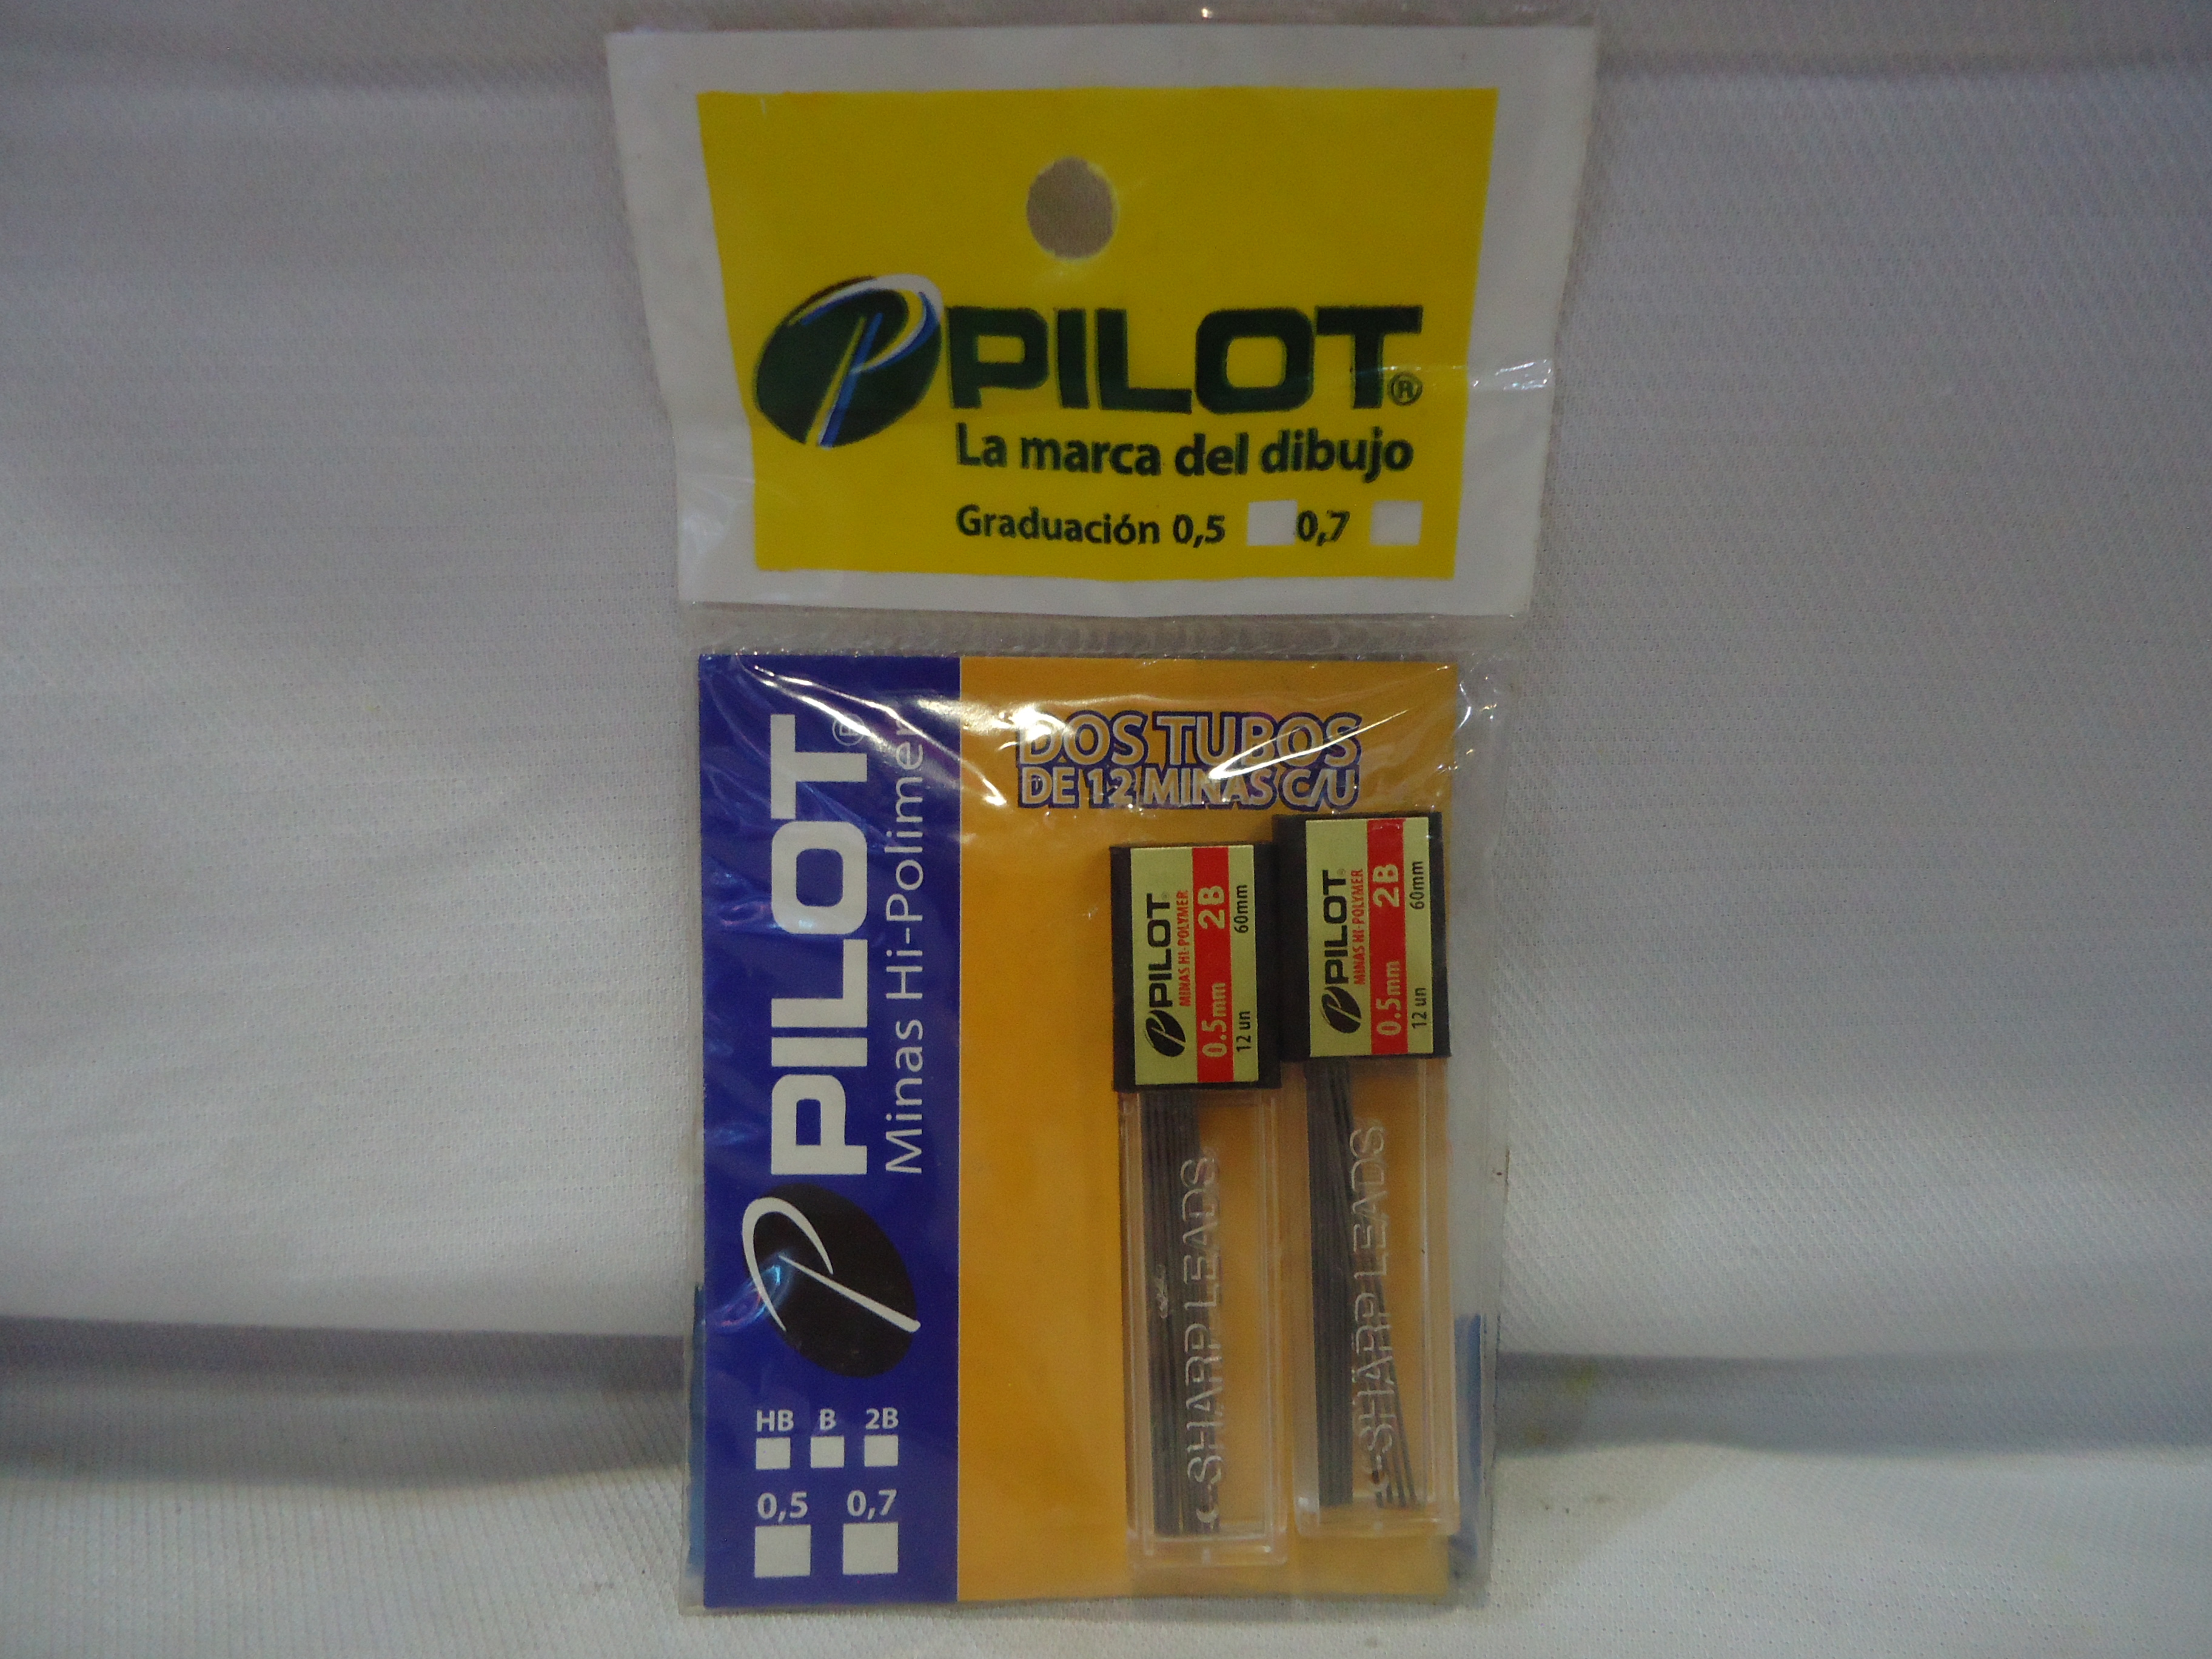 PILOT®
La marca del dibujo
Graduación 0,5 0,7
DOS TUBOS
DE 12 MINAS C/U
PILOT®
Minas Hi-Polimer
HB B 2B
0,5 0,7
PILOT®
MINAS HI-POLYMER
0.5mm 2B
12 un 60mm
SHARP LEADS
PILOT®
MINAS HI-POLYMER
0.5mm 2B
12 un 60mm
SHARP LEADS